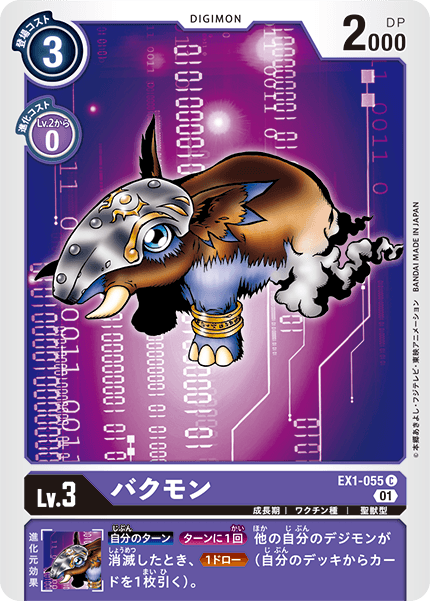 登場コスト
3
DIGIMON
DP
2000
進化コスト
Lv.2から
0
©本郷あきよし・フジテレビ・東映アニメーション BANDAI MADE IN JAPAN
EX1-055 C
Lv.3
バクモン
01
成長期 | ワクチン種 | 聖獣型
進化元効果
自分のターン ターンに1回 他の自分のデジモンが
消滅したとき、1ドロー（自分のデッキからカ
ードを1枚引く）。